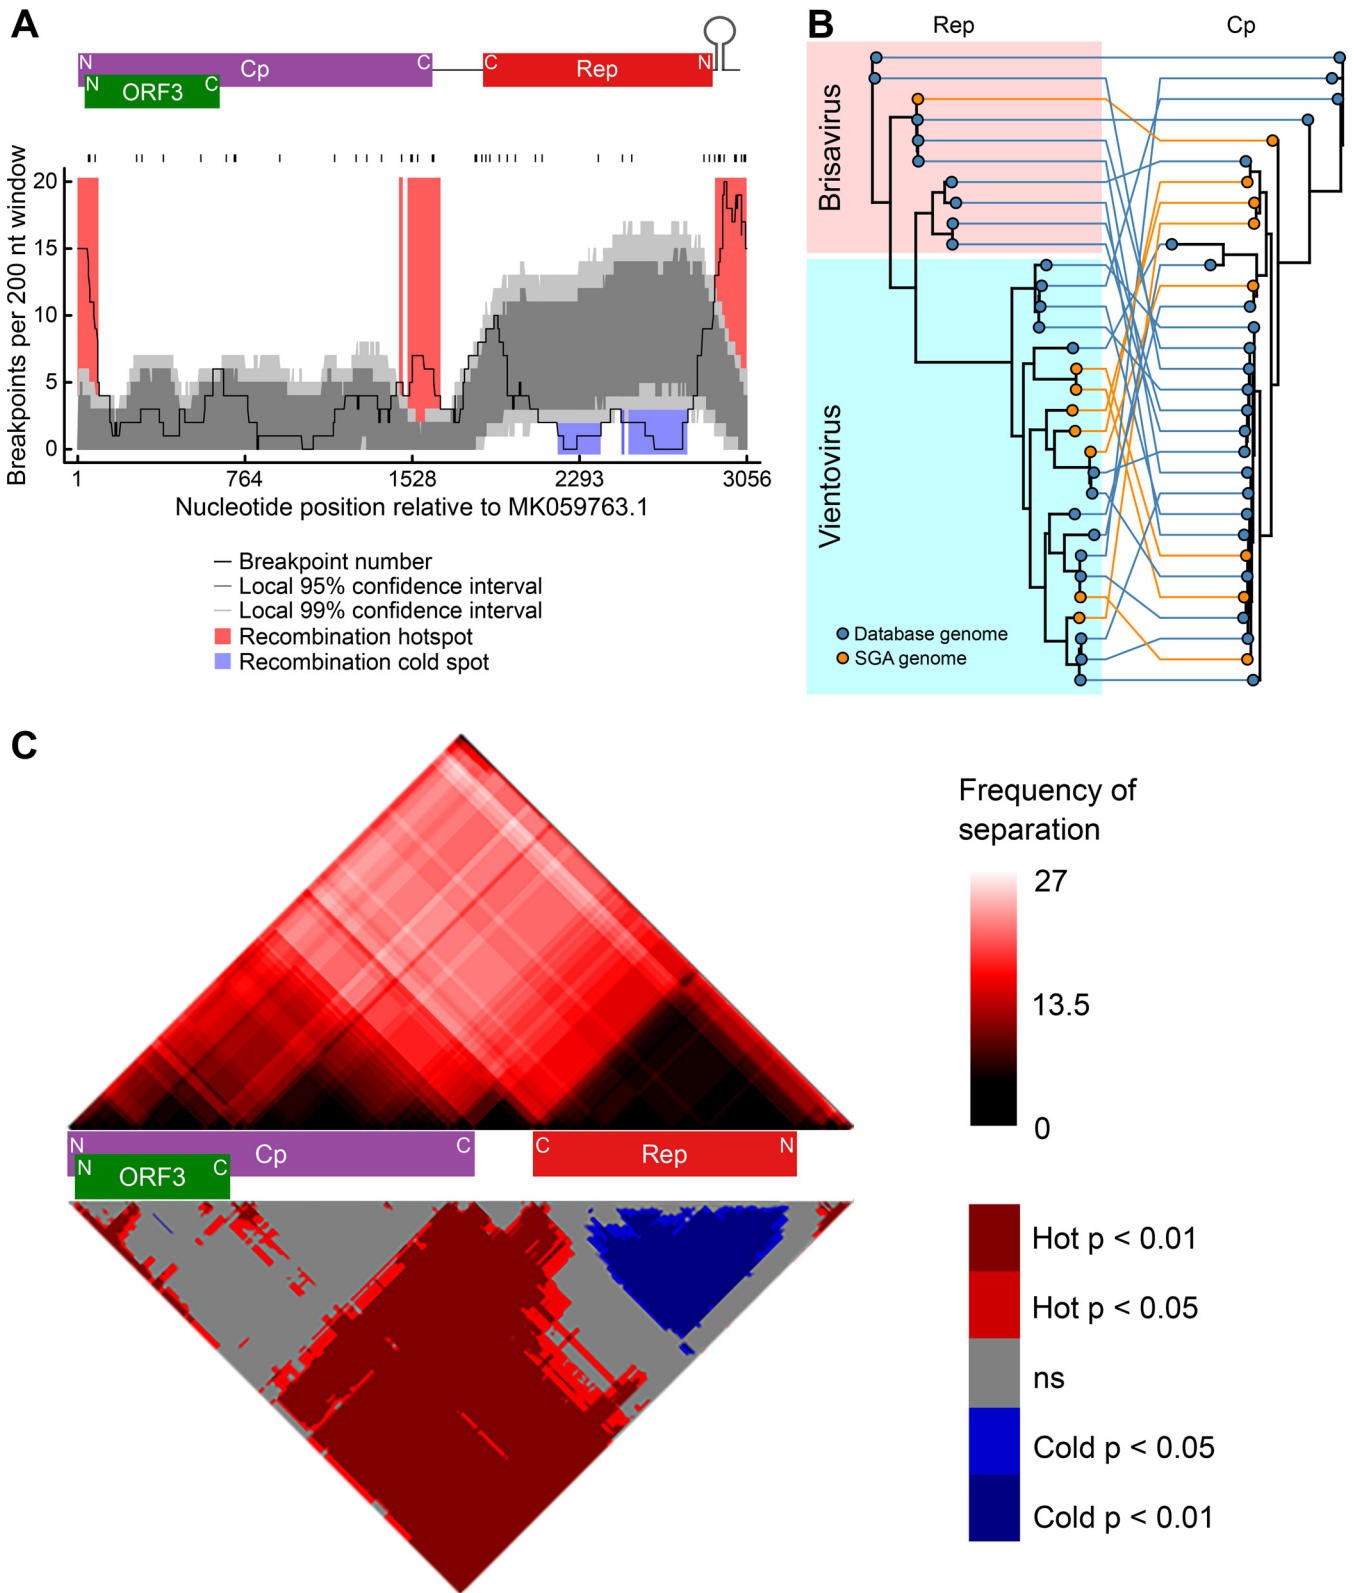 A
N
Cp
C
C
Rep
N
N
ORF3
C
Breakpoints per 200 nt window
20
15
10
5
0
1
764
1528
2293
3056
Nucleotide position relative to MK059763.1
Breakpoint number
Local 95% confidence interval
Local 99% confidence interval
Recombination hotspot
Recombination cold spot
B
Rep
Cp
Brisavirus
Vientovirus
Database genome
SGA genome
C
Frequency of
separation
27
13.5
0
N
Cp
C
C
Rep
N
N
ORF3
C
Hot p < 0.01
Hot p < 0.05
ns
Cold p < 0.05
Cold p < 0.01